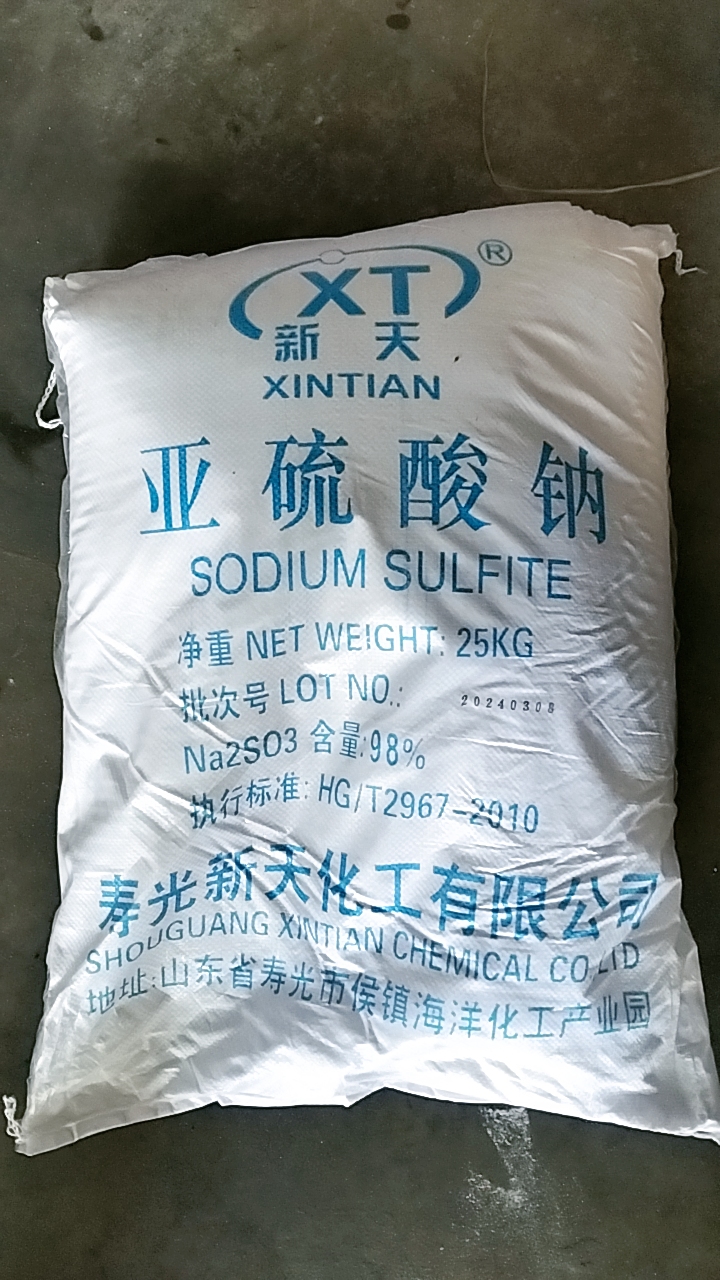 XT®
新天
XINTIAN
亚硫酸钠
SODIUM SULFITE
净重 NET WEIGHT: 25KG
批次号 LOT NO.: 20240308
Na2SO3 含量:98%
执行标准: HG/T2967-2010
寿光新天化工有限公司
SHOUGUANG XINTIAN CHEMICAL CO.,LTD
地址:山东省寿光市侯镇海洋化工产业园